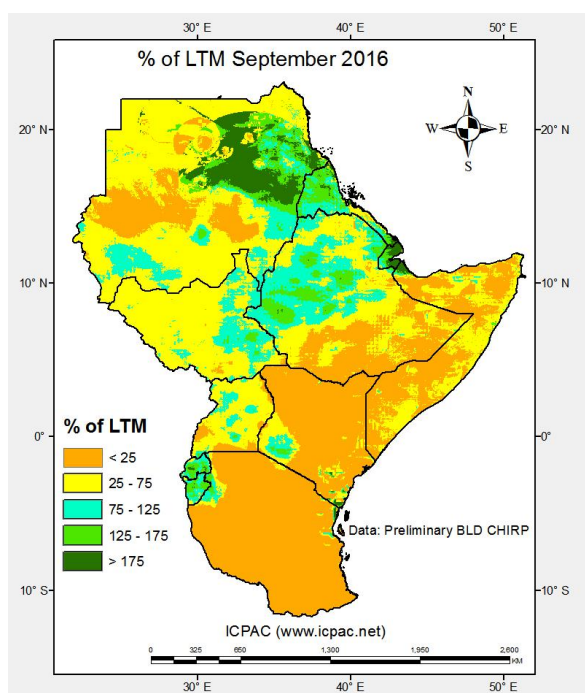 30° E 40° E 50° E
% of LTM September 2016
N
W E
S
20° N 20° N
10° N 10° N
% of LTM
0° 0°
< 25
25 - 75
75 - 125
125 - 175
> 175
Data: Preliminary BLD CHIRP
10° S 10° S
ICPAC (www.icpac.net)
0 325 650 1,300 1,950 2,600
KM
30° E 40° E 50° E